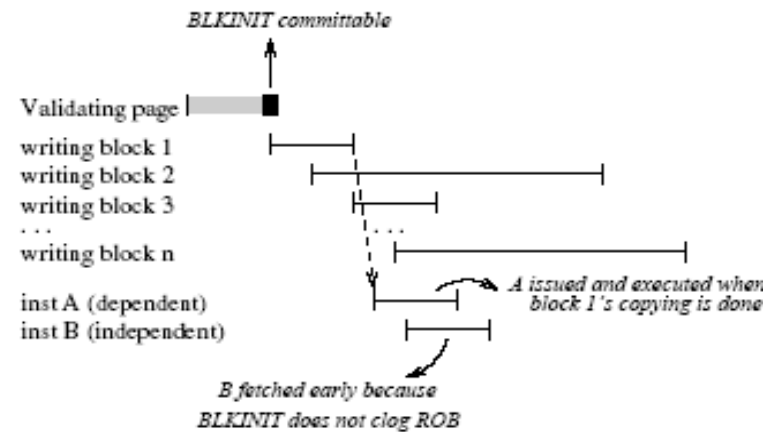 BLKINIT committable
Validating page
writing block 1
writing block 2
writing block 3
. . . . . .
writing block n
inst A (dependent)
A issued and executed when
block 1's copying is done
inst B (independent)
B fetched early because
BLKINIT does not clog ROB